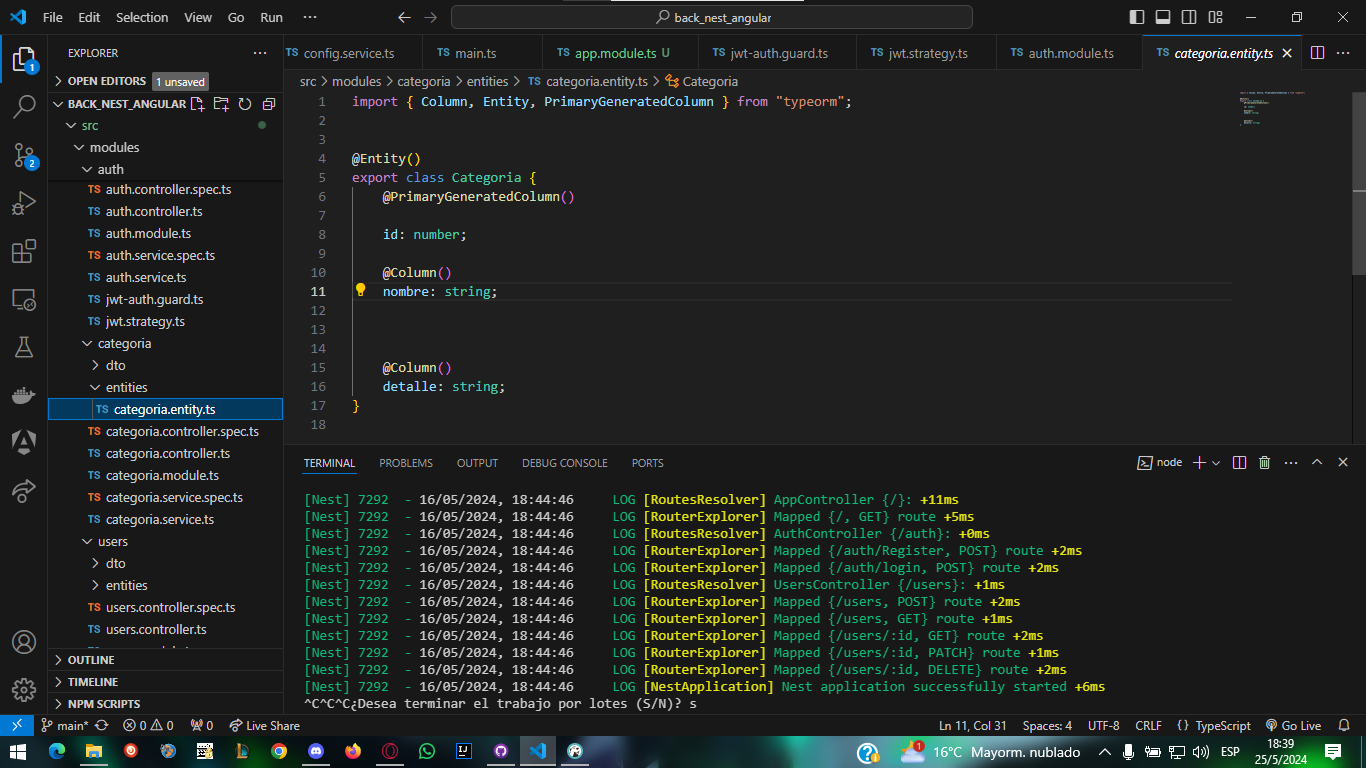 File Edit Selection View Go Run ··· back_nest_angular
EXPLORER ···
OPEN EDITORS 1 unsaved
BACK_NEST_ANGULAR
src
modules
auth
TS auth.controller.spec.ts
TS auth.controller.ts
TS auth.module.ts
TS auth.service.spec.ts
TS auth.service.ts
TS jwt-auth.guard.ts
TS jwt.strategy.ts
categoria
dto
entities
TS categoria.entity.ts
TS categoria.controller.spec.ts
TS categoria.controller.ts
TS categoria.module.ts
TS categoria.service.spec.ts
TS categoria.service.ts
users
dto
entities
TS users.controller.spec.ts
TS users.controller.ts
OUTLINE
TIMELINE
NPM SCRIPTS
1
2
TS config.service.ts TS main.ts TS app.module.ts U TS jwt-auth.guard.ts TS jwt.strategy.ts TS auth.module.ts TS categoria.entity.ts
src > modules > categoria > entities > TS categoria.entity.ts > Categoria
1 import { Column, Entity, PrimaryGeneratedColumn } from "typeorm";
2
3
4 @Entity()
5 export class Categoria {
6 @PrimaryGeneratedColumn()
7
8 id: number;
9
10 @Column()
11 nombre: string;
12
13
14
15 @Column()
16 detalle: string;
17 }
18
TERMINAL PROBLEMS OUTPUT DEBUG CONSOLE PORTS node
[Nest] 7292 - 16/05/2024, 18:44:46 LOG [RoutesResolver] AppController {/}: +11ms
[Nest] 7292 - 16/05/2024, 18:44:46 LOG [RouterExplorer] Mapped {/, GET} route +5ms
[Nest] 7292 - 16/05/2024, 18:44:46 LOG [RoutesResolver] AuthController {/auth}: +0ms
[Nest] 7292 - 16/05/2024, 18:44:46 LOG [RouterExplorer] Mapped {/auth/Register, POST} route +2ms
[Nest] 7292 - 16/05/2024, 18:44:46 LOG [RouterExplorer] Mapped {/auth/login, POST} route +2ms
[Nest] 7292 - 16/05/2024, 18:44:46 LOG [RoutesResolver] UsersController {/users}: +1ms
[Nest] 7292 - 16/05/2024, 18:44:46 LOG [RouterExplorer] Mapped {/users, POST} route +2ms
[Nest] 7292 - 16/05/2024, 18:44:46 LOG [RouterExplorer] Mapped {/users, GET} route +1ms
[Nest] 7292 - 16/05/2024, 18:44:46 LOG [RouterExplorer] Mapped {/users/:id, GET} route +2ms
[Nest] 7292 - 16/05/2024, 18:44:46 LOG [RouterExplorer] Mapped {/users/:id, PATCH} route +1ms
[Nest] 7292 - 16/05/2024, 18:44:46 LOG [RouterExplorer] Mapped {/users/:id, DELETE} route +2ms
[Nest] 7292 - 16/05/2024, 18:44:46 LOG [NestApplication] Nest application successfully started +6ms
^C^C^C¿Desea terminar el trabajo por lotes (S/N)? s
main* 0 0 0 Live Share Ln 11, Col 31 Spaces: 4 UTF-8 CRLF {} TypeScript Go Live
1 16°C Mayorm. nublado ESP 18:39
25/5/2024